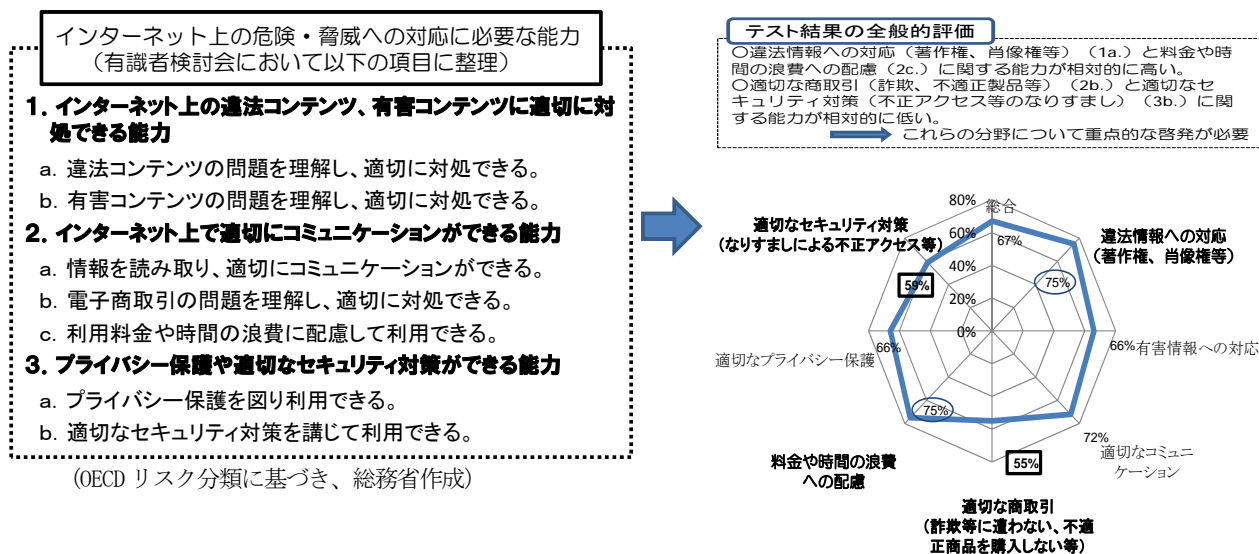 インターネット上の危険・脅威への対応に必要な能力
（有識者検討会において以下の項目に整理）
1. インターネット上の違法コンテンツ、有害コンテンツに適切に対
処できる能力
a. 違法コンテンツの問題を理解し、適切に対処できる。
b. 有害コンテンツの問題を理解し、適切に対処できる。
2. インターネット上で適切にコミュニケーションができる能力
a. 情報を読み取り、適切にコミュニケーションができる。
b. 電子商取引の問題を理解し、適切に対処できる。
c. 利用料金や時間の浪費に配慮して利用できる。
3. プライバシー保護や適切なセキュリティ対策ができる能力
a. プライバシー保護を図り利用できる。
b. 適切なセキュリティ対策を講じて利用できる。
(OECD リスク分類に基づき、総務省作成)
テスト結果の全般的評価
○違法情報への対応（著作権、肖像権等）（1a.）と料金や時
間の浪費への配慮（2c.）に関する能力が相対的に高い。
○適切な商取引（詐欺、不適正製品等）（2b.）と適切なセ
キュリティ対策（不正アクセス等のなりすまし）（3b.）に関
する能力が相対的に低い。
これらの分野について重点的な啓発が必要
80%
60%
40%
20%
0%
総合
67%
違法情報への対応
（著作権、肖像権等）
75%
66%
有害情報への対応
72%
適切なコミュニ
ケーション
55%
適切な商取引
（詐欺等に遭わない、不適
正商品を購入しない等）
75%
料金や時間の浪費
への配慮
66%
適切なプライバシー保護
59%
適切なセキュリティ対策
（なりすましによる不正アクセス等）